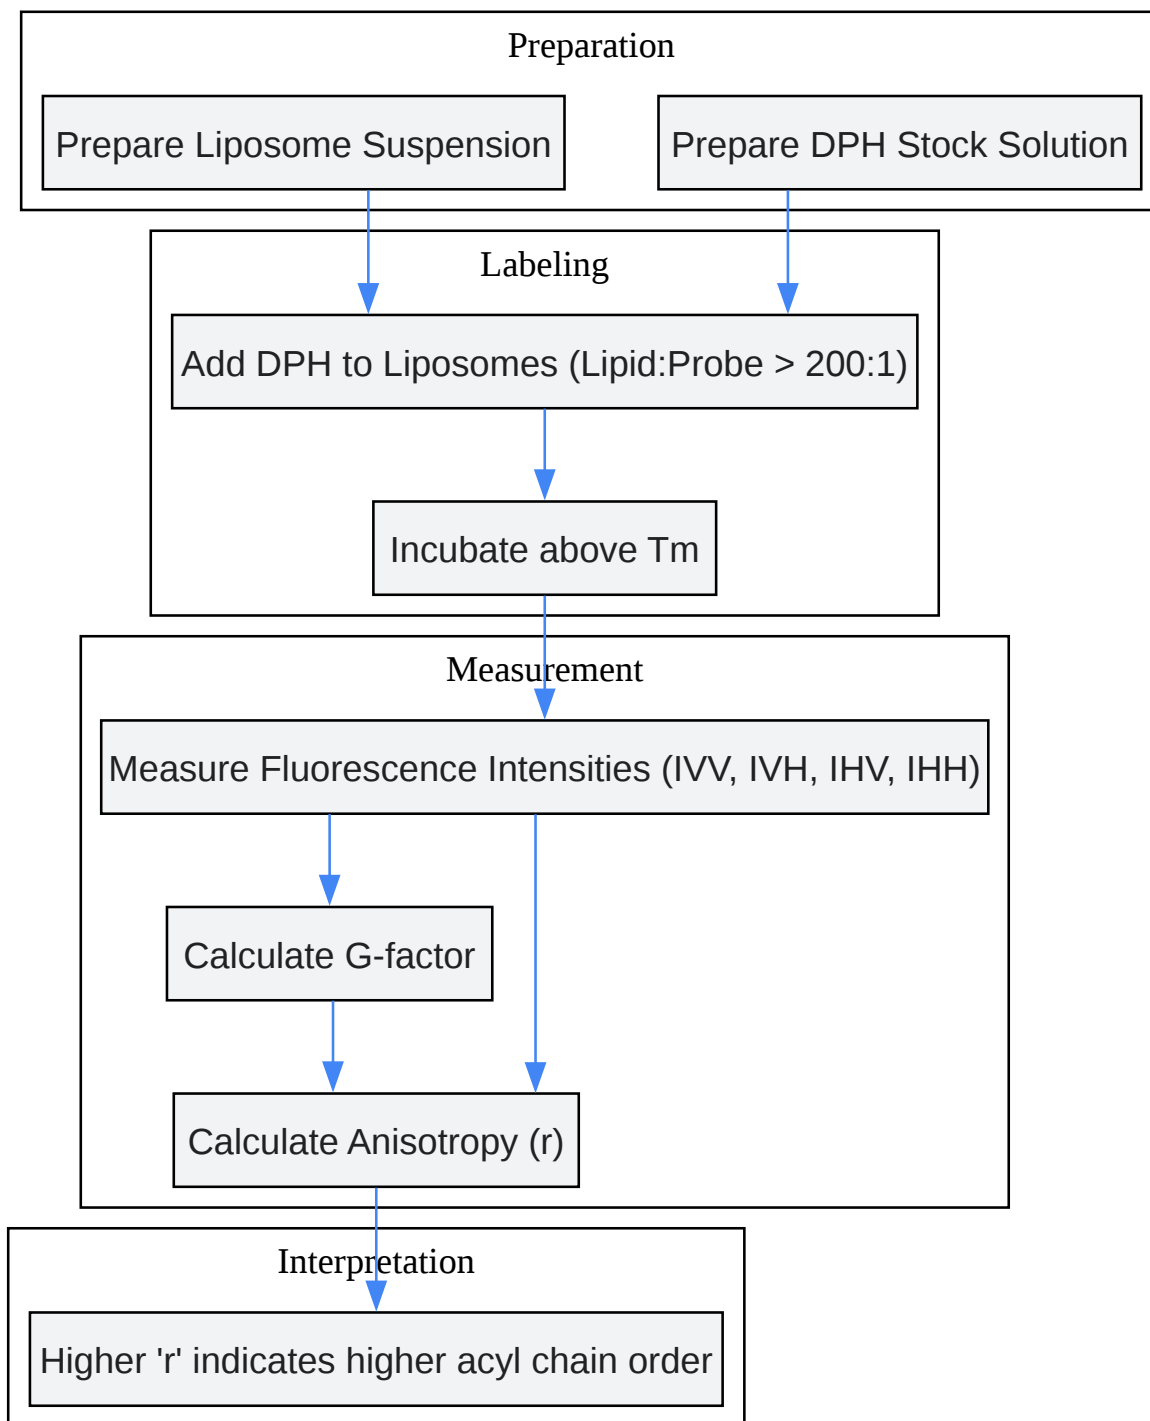 Preparation
Prepare Liposome Suspension
Prepare DPH Stock Solution
Labeling
Add DPH to Liposomes (Lipid:Probe > 200:1)
Incubate above Tm
Measurement
Measure Fluorescence Intensities (IVV, IVH, IHV, IHH)
Calculate G-factor
Calculate Anisotropy (r)
Interpretation
Higher 'r' indicates higher acyl chain order